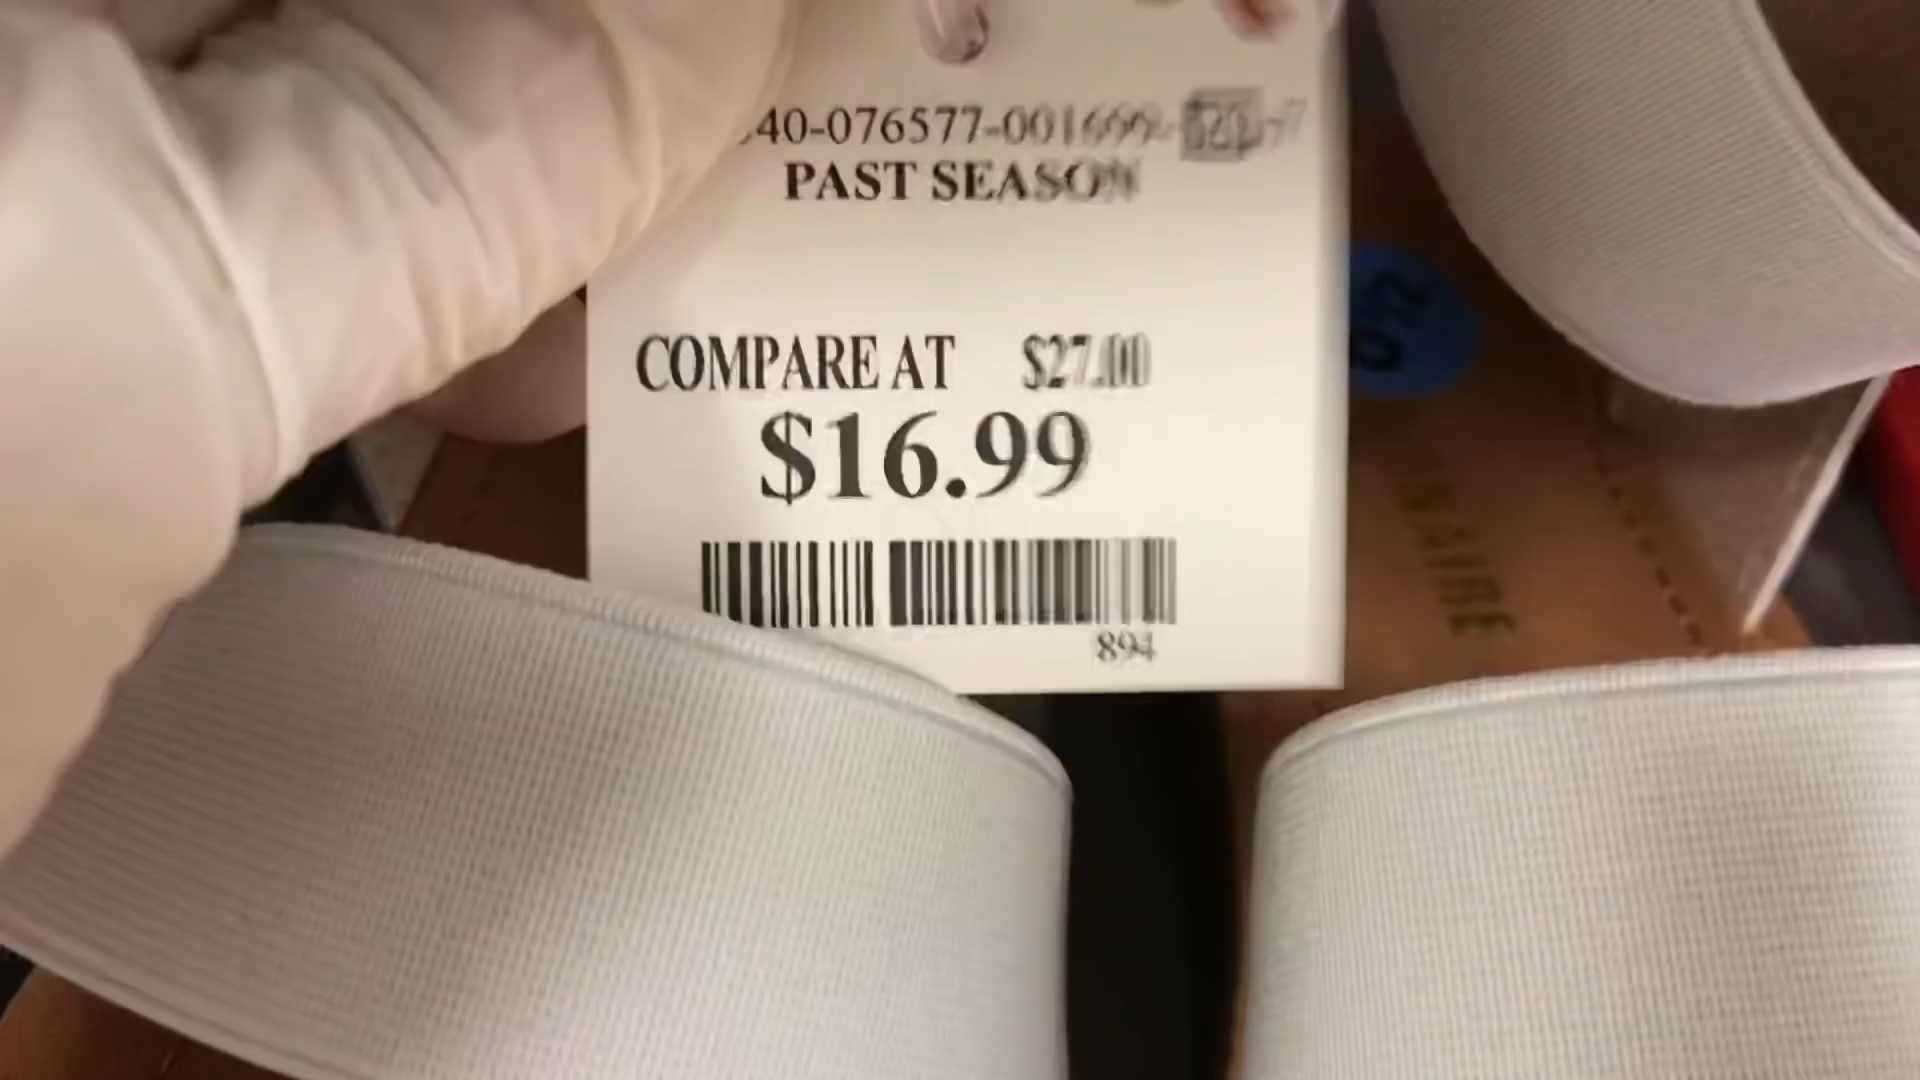 40-076577-001699-
PAST SEASON
COMPARE AT $27.00
$16.99
894